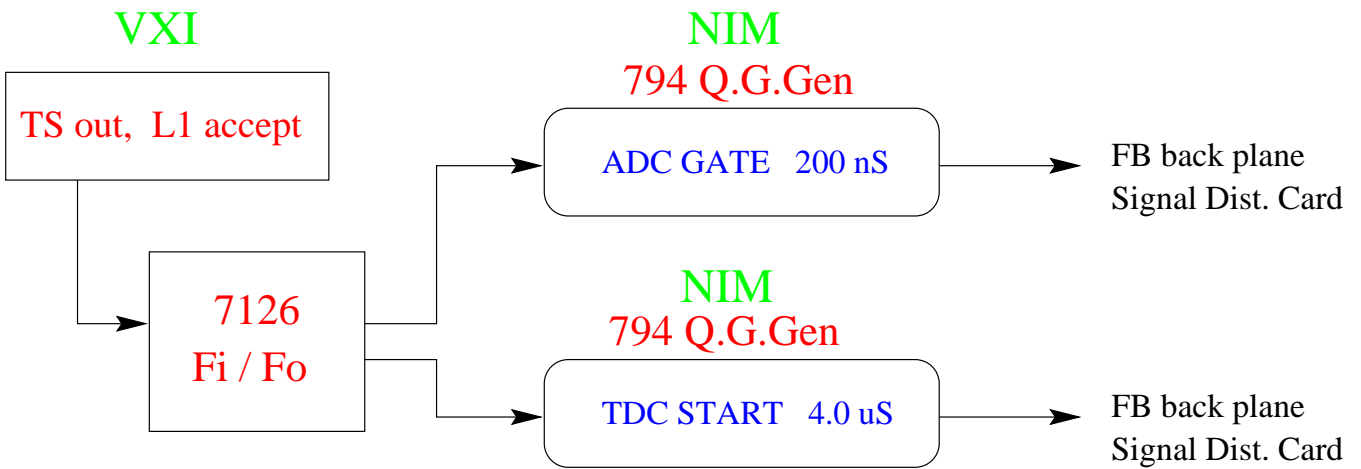 VXI
TS out, L1 accept
7126
Fi / Fo
NIM
794 Q.G.Gen
ADC GATE 200 nS
FB back plane
Signal Dist. Card
NIM
794 Q.G.Gen
TDC START 4.0 uS
FB back plane
Signal Dist. Card